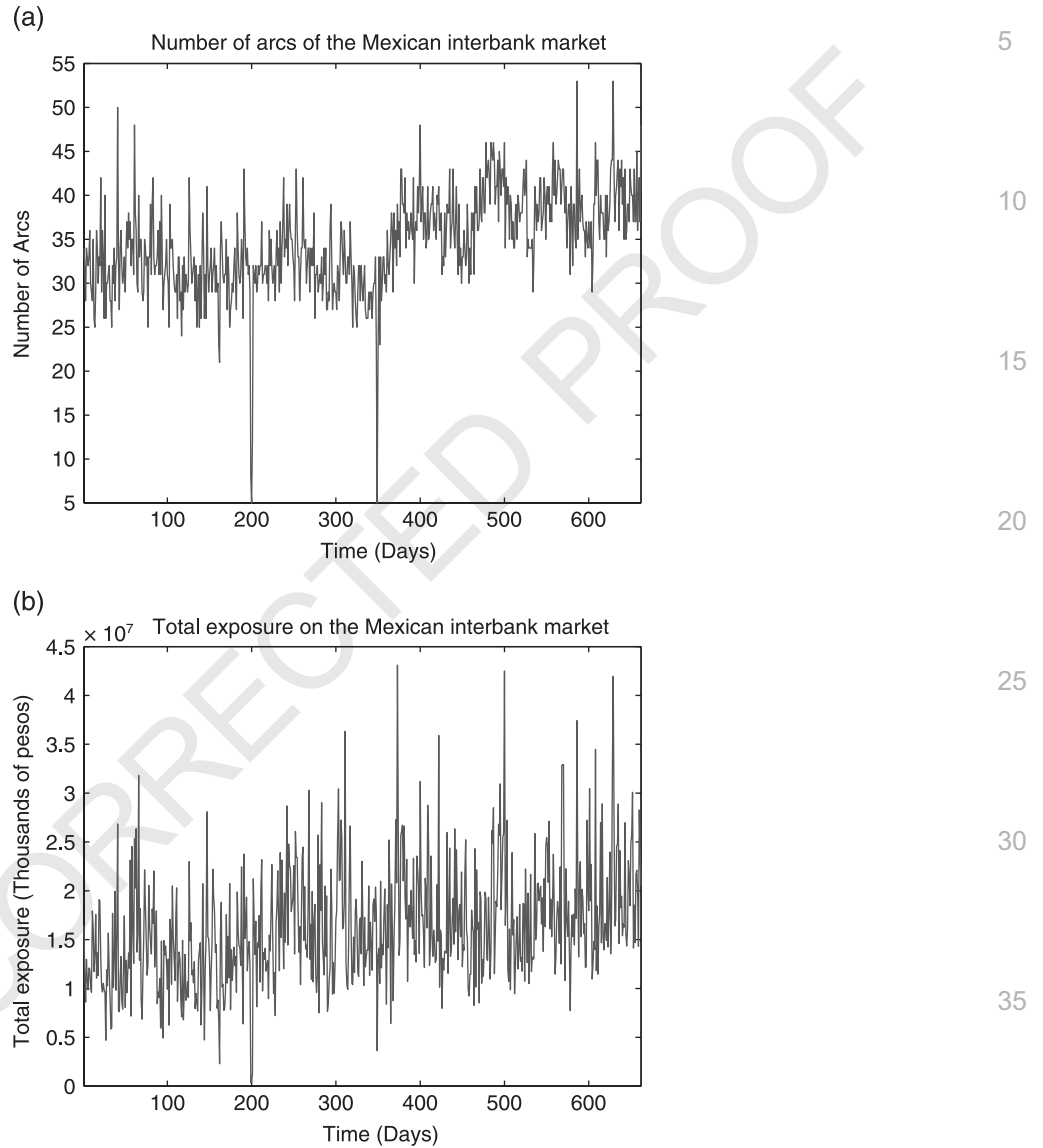 (a)
Number of arcs of the Mexican interbank market
55
50
45
40
35
30
25
20
15
10
5
Number of Arcs
100 200 300 400 500 600
Time (Days)
(b)
Total exposure on the Mexican interbank market
× 10⁷
4.5
4
3.5
3
2.5
2
1.5
1
0.5
0
Total exposure (Thousands of pesos)
100 200 300 400 500 600
Time (Days)
5
10
15
20
25
30
35
CORRECTED PROOF